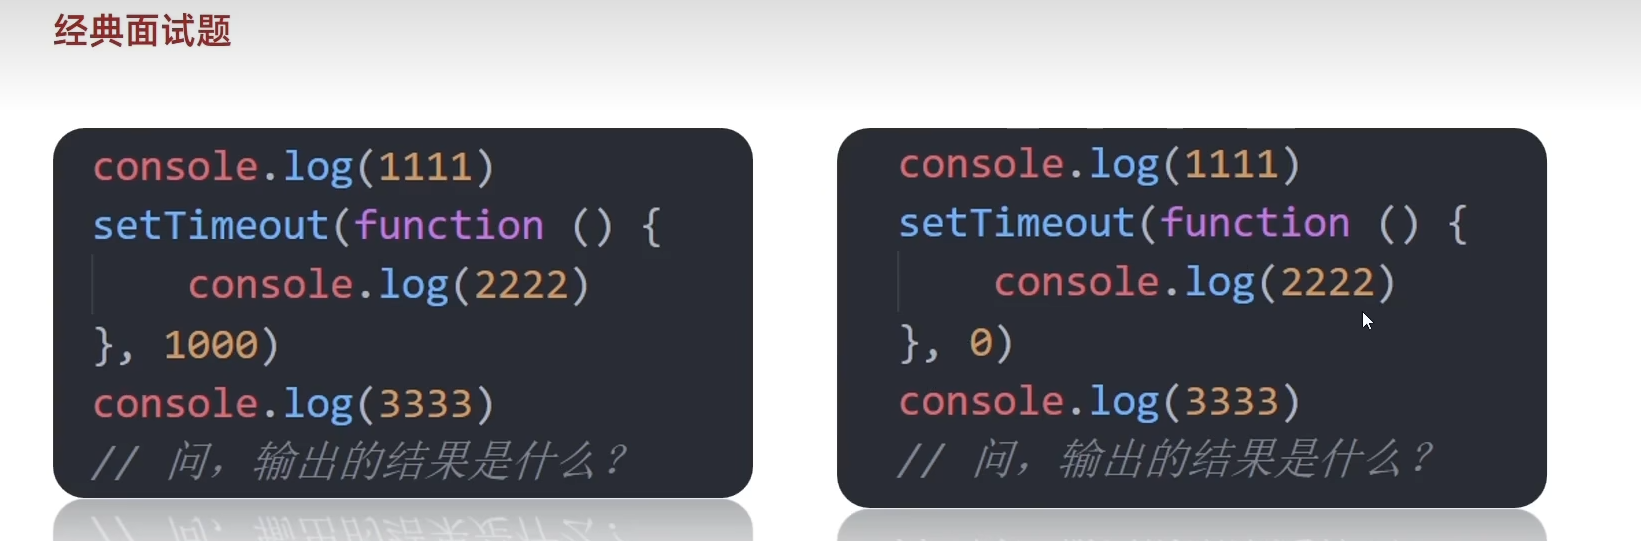 经典面试题
console.log(1111)
setTimeout(function () {
    console.log(2222)
}, 1000)
console.log(3333)
// 问，输出的结果是什么？
console.log(1111)
setTimeout(function () {
    console.log(2222)
}, 0)
console.log(3333)
// 问，输出的结果是什么？